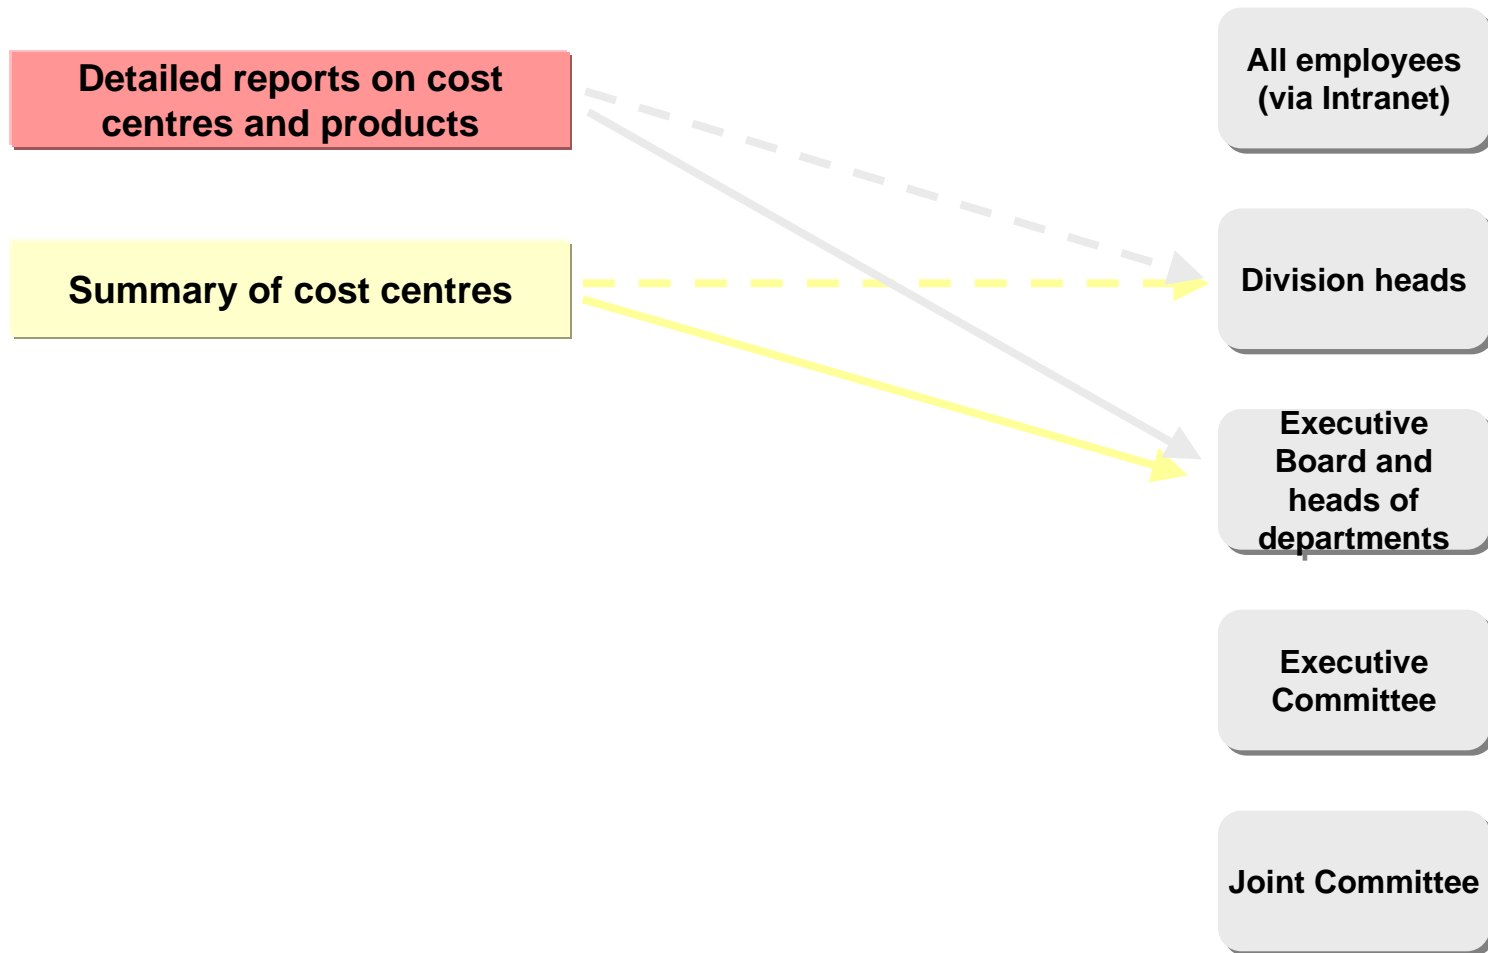 Detailed reports on cost
centres and products
Summary of cost centres
All employees
(via Intranet)
Division heads
Executive
Board and
heads of
departments
Executive
Committee
Joint Committee